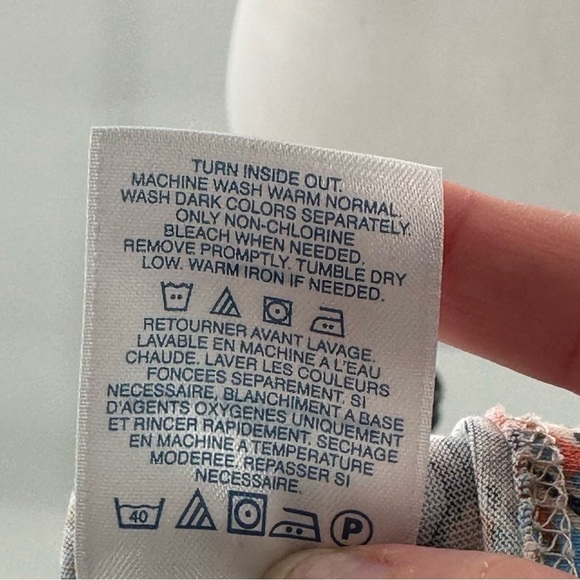 TURN INSIDE OUT.
MACHINE WASH WARM NORMAL.
WASH DARK COLORS SEPARATELY.
ONLY NON-CHLORINE
BLEACH WHEN NEEDED.
REMOVE PROMPTLY. TUMBLE DRY
LOW. WARM IRON IF NEEDED.
RETOURNER AVANT LAVAGE.
LAVABLE EN MACHINE A L'EAU
CHAUDE. LAVER LES COULEURS
FONCEES SEPAREMENT. SI
NECESSAIRE, BLANCHIMENT A BASE
D'AGENTS OXYGENES UNIQUEMENT
ET RINCER RAPIDEMENT. SECHAGE
EN MACHINE A TEMPERATURE
MODEREE. REPASSER SI
NECESSAIRE.
40 P